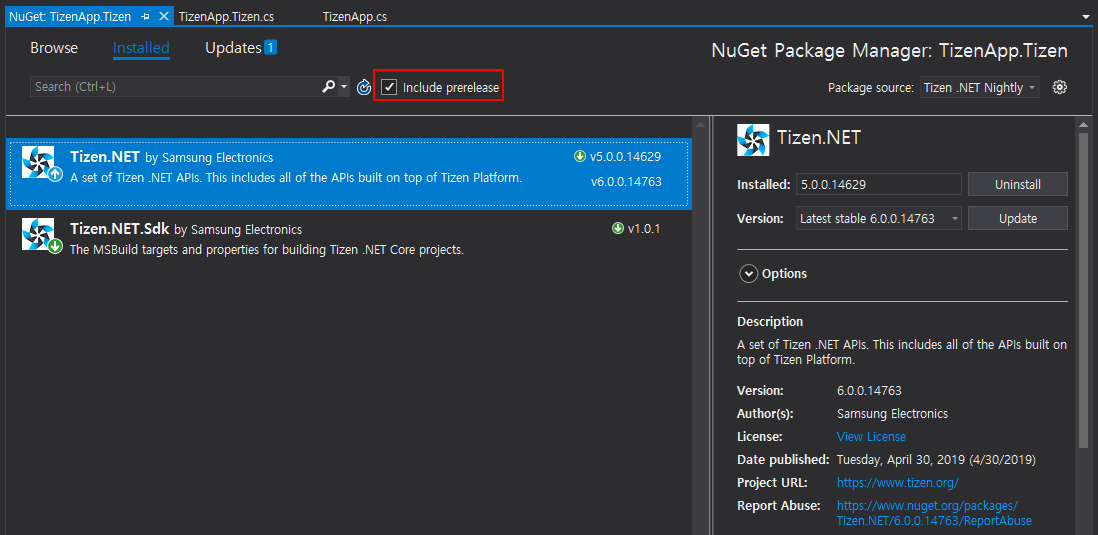 NuGet: TizenApp.Tizen TizenApp.Tizen.cs TizenApp.cs
Browse Installed Updates 1
NuGet Package Manager: TizenApp.Tizen
Search (Ctrl+L) Include prerelease
Package source: Tizen .NET Nightly
Tizen.NET by Samsung Electronics v5.0.0.14629
A set of Tizen .NET APIs. This includes all of the APIs built on top of Tizen Platform. v6.0.0.14763
Tizen.NET.Sdk by Samsung Electronics v1.0.1
The MSBuild targets and properties for building Tizen .NET Core projects.
Tizen.NET
Installed: 5.0.0.14629 Uninstall
Version: Latest stable 6.0.0.14763 Update
Options
Description
A set of Tizen .NET APIs. This includes all of the APIs built on
top of Tizen Platform.
Version: 6.0.0.14763
Author(s): Samsung Electronics
License: View License
Date published: Tuesday, April 30, 2019 (4/30/2019)
Project URL: https://www.tizen.org/
Report Abuse: https://www.nuget.org/packages/
Tizen.NET/6.0.0.14763/ReportAbuse